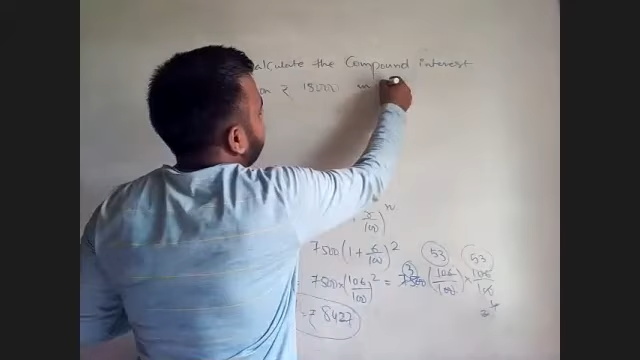 alculate the Compound interest
on ₹ 18000 in
x/100)^n
7500(1+6/100)^2
7500×(106/100)^2 = 7500(106/100)×106/100
53 53
= ₹ 8427